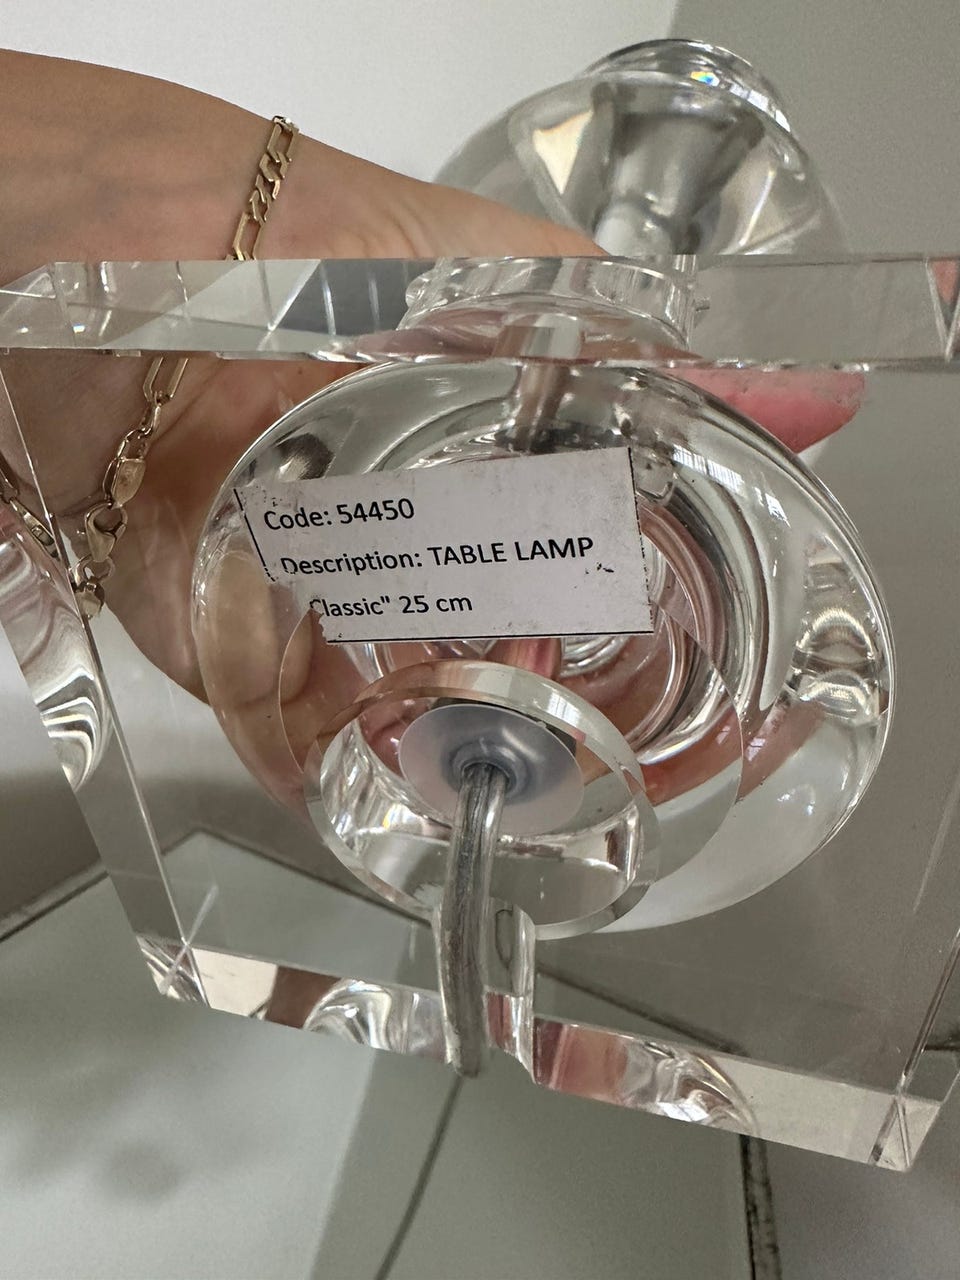 Code: 54450
Description: TABLE LAMP
Classic" 25 cm